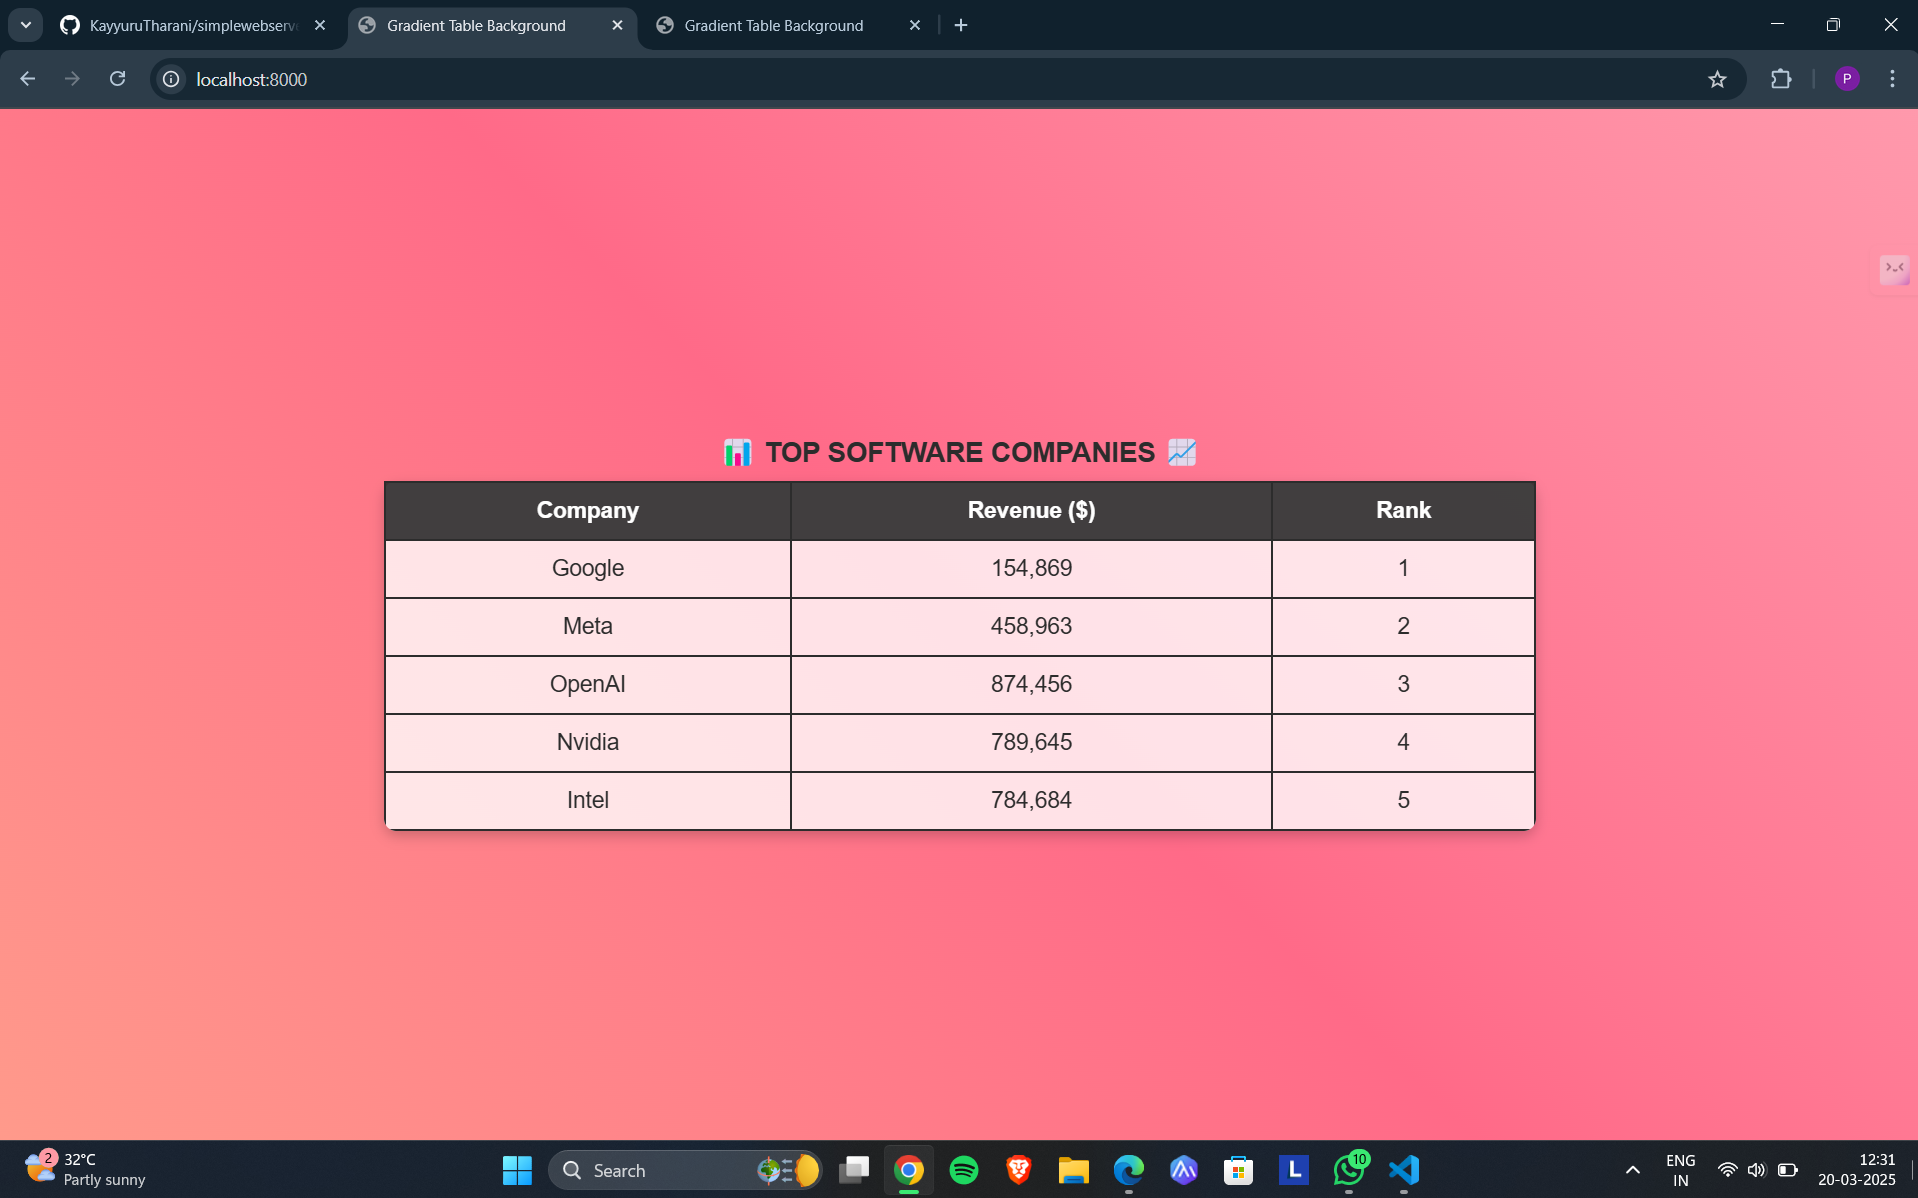 KayyuruTharani/simplewebserv
Gradient Table Background
Gradient Table Background
localhost:8000
P
📊 TOP SOFTWARE COMPANIES 📈
Company Revenue ($) Rank
Google 154,869 1
Meta 458,963 2
OpenAI 874,456 3
Nvidia 789,645 4
Intel 784,684 5
2
32°C
Partly sunny
Search
L
10
ENG
IN
12:31
20-03-2025